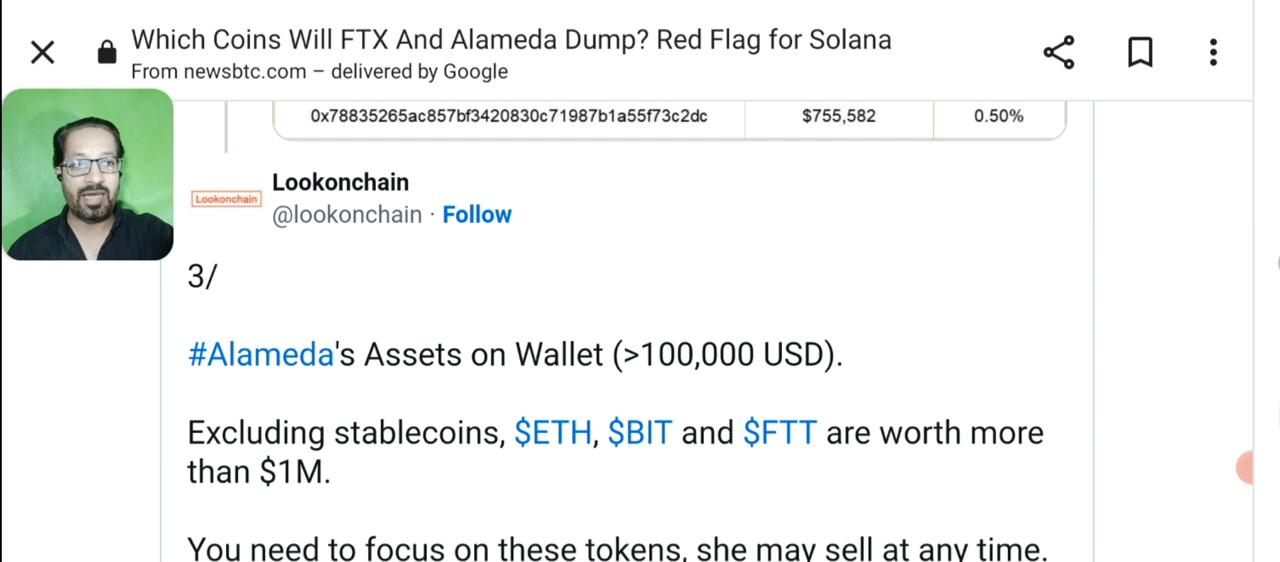 Which Coins Will FTX And Alameda Dump? Red Flag for Solana
From newsbtc.com – delivered by Google
0x78835265ac857bf3420830c71987b1a55f73c2dc $755,582 0.50%
Lookonchain
Lookonchain
@lookonchain · Follow
3/
#Alameda's Assets on Wallet (>100,000 USD).
Excluding stablecoins, $ETH, $BIT and $FTT are worth more
than $1M.
You need to focus on these tokens, she may sell at any time.